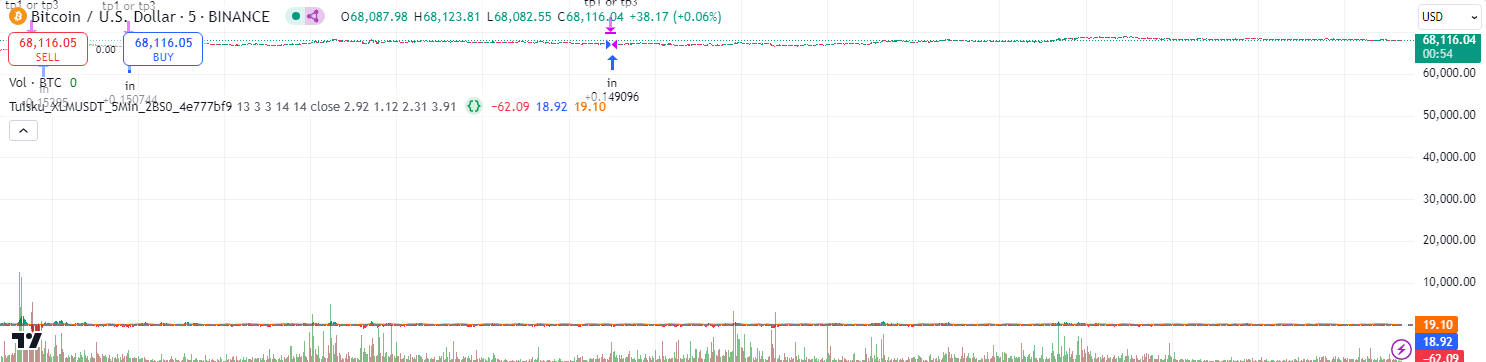 tp1 or tp3
tp1 or tp3
tp1 or tp3
Bitcoin / U.S. Dollar · 5 · BINANCE
O68,087.98 H68,123.81 L68,082.55 C68,116.04 +38.17 (+0.06%)
USD
68,116.05
SELL
0.00
68,116.05
BUY
68,116.04
00:54
60,000.00
Vol · BTC 0
in
in
in
+0.150744
+0.149096
Tufsku_XLMUSDT_5Min_2BS0_4e777bf9 13 3 3 14 14 close 2.92 1.12 2.31 3.91 −62.09 18.92 19.10
50,000.00
40,000.00
30,000.00
20,000.00
10,000.00
19.10
18.92
−62.09